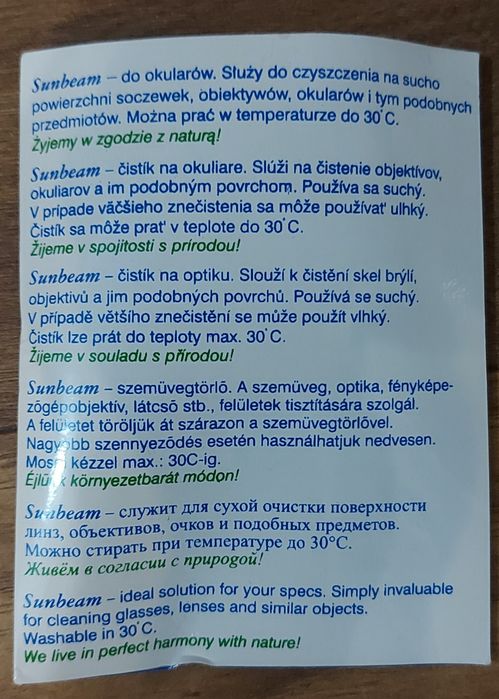 Sunbeam – do okularów. Służy do czyszczenia na sucho
powierzchni soczewek, obiektywów, okularów i tym podobnych
przedmiotów. Można prać w temperaturze do 30˚C.
Żyjemy w zgodzie z naturą!
Sunbeam – čistík na okuliare. Slúži na čistenie objektívov,
okuliarov a im podobným povrchom. Používa sa suchý.
V prípade väčšieho znečistenia sa môže používat' ulhký.
Čistík sa môže prat' v teplote do 30˚C.
Žijeme v spojitosti s prírodou!
Sunbeam – čistík na optiku. Slouží k čistění skel brýlí,
objektivů a jim podobných povrchů. Používá se suchý.
V případě většího znečistění se může použít vlhký.
Čistík lze prát do teploty max. 30˚C.
Žijeme v souladu s přírodou!
Sunbeam – szemüvegtörlő. A szemüveg, optika, fényképe-
zőgépobjektív, látcső stb., felületek tisztítására szolgál.
A felületet töröljük át szárazon a szemüvegtörlővel.
Nagyobb szennyeződés esetén használhatjuk nedvesen.
Mosás kézzel max.: 30C-ig.
Éljünk környezetbarát módon!
Sunbeam – служит для сухой очистки поверхности
линз, объективов, очков и подобных предметов.
Можно стирать при температуре до 30°C.
Живём в согласии с природой!
Sunbeam – ideal solution for your specs. Simply invaluable
for cleaning glasses, lenses and similar objects.
Washable in 30˚C.
We live in perfect harmony with nature!